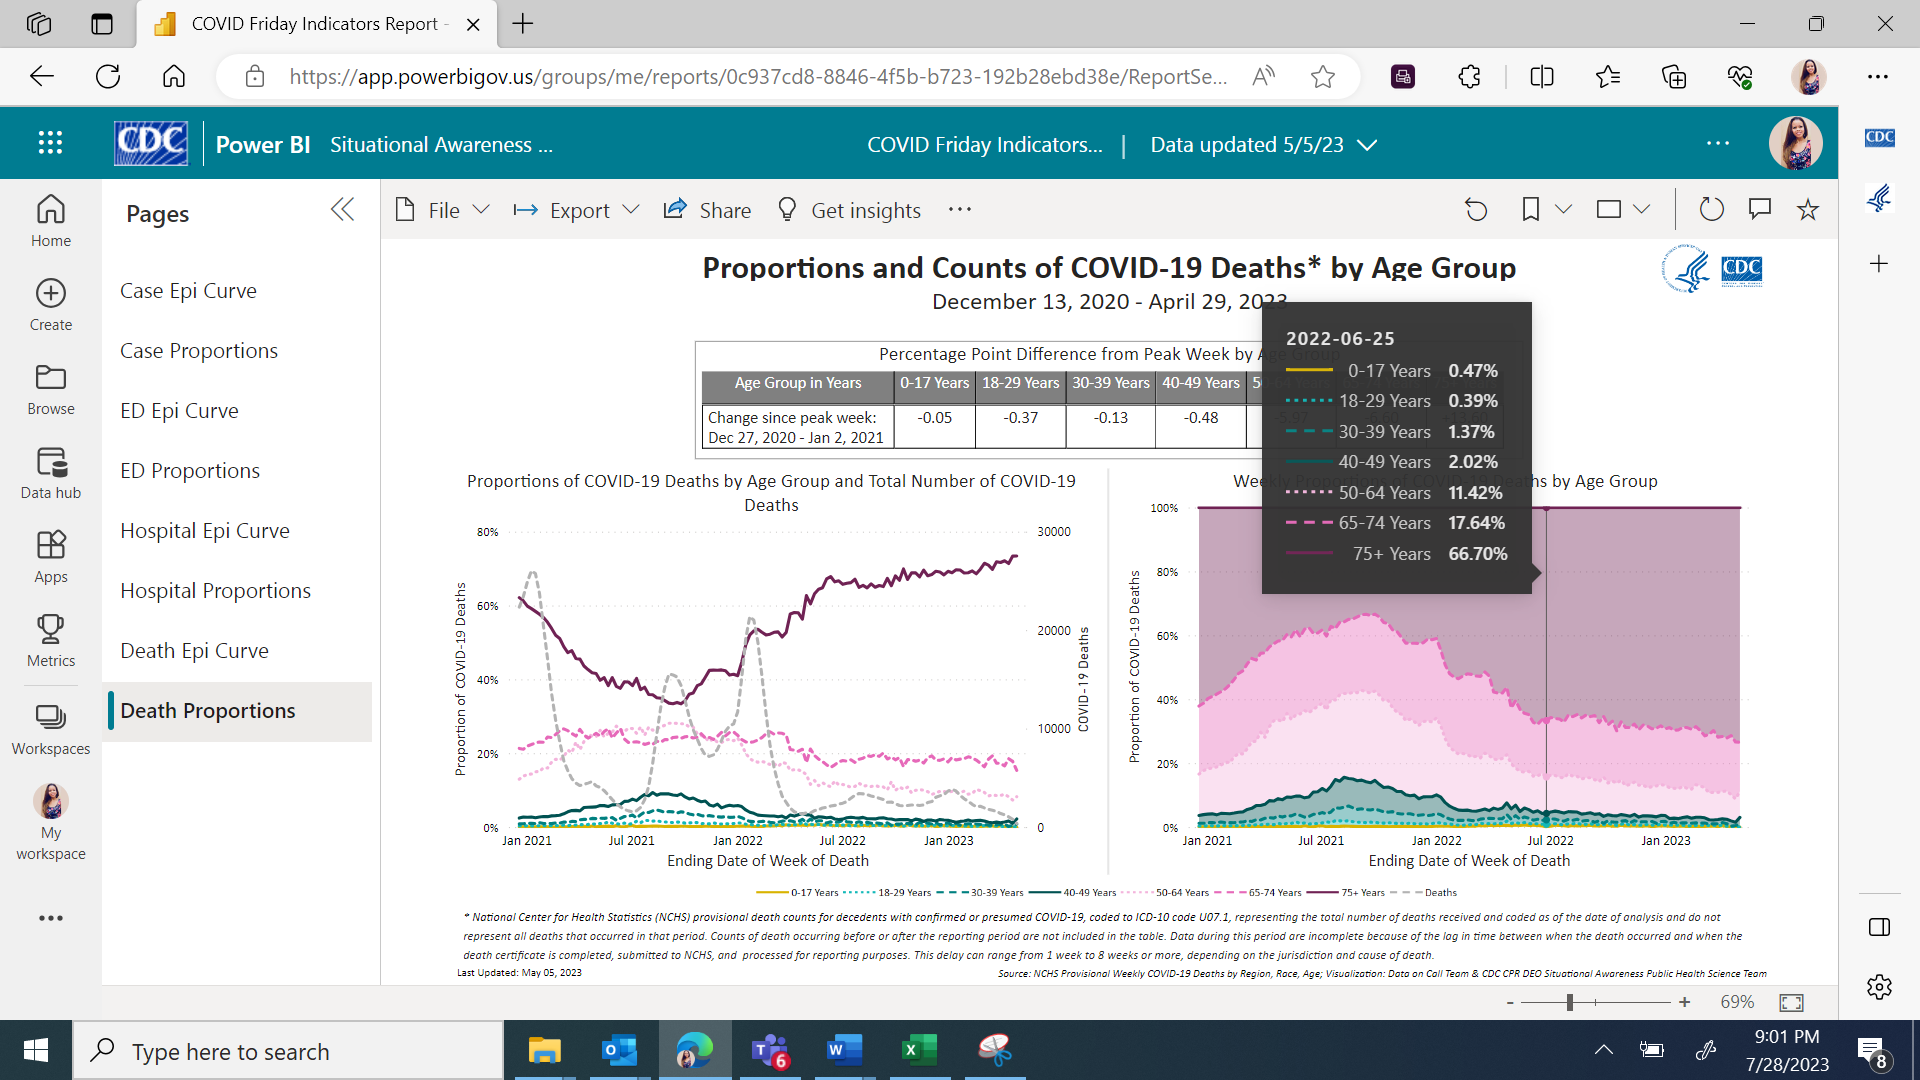 COVID Friday Indicators Report -
https://app.powerbigov.us/groups/me/reports/0c937cd8-8846-4f5b-b723-192b28ebd38e/ReportSe...
CDC
Power BI
Situational Awareness ...
COVID Friday Indicators... | Data updated 5/5/23
CDC
Home
Create
Browse
Data hub
Apps
Metrics
Workspaces
My
workspace
Pages
Case Epi Curve
Case Proportions
ED Epi Curve
ED Proportions
Hospital Epi Curve
Hospital Proportions
Death Epi Curve
Death Proportions
File
Export
Share
Get insights
Proportions and Counts of COVID-19 Deaths* by Age Group
CDC
December 13, 2020 - April 29, 2023
Percentage Point Difference from Peak Week by Age Group
Age Group in Years 0-17 Years 18-29 Years 30-39 Years 40-49 Years
Change since peak week: -0.05 -0.37 -0.13 -0.48
Dec 27, 2020 - Jan 2, 2021
2022-06-25
0-17 Years 0.47%
18-29 Years 0.39%
30-39 Years 1.37%
40-49 Years 2.02%
50-64 Years 11.42%
65-74 Years 17.64%
75+ Years 66.70%
Proportions of COVID-19 Deaths by Age Group and Total Number of COVID-19
Deaths
Proportion of COVID-19 Deaths
80%
60%
40%
20%
0%
30000
20000
10000
0
COVID-19 Deaths
Jan 2021 Jul 2021 Jan 2022 Jul 2022 Jan 2023
Ending Date of Week of Death
Weekly Proportions of COVID-19 Deaths by Age Group
Proportion of COVID-19 Deaths
100%
80%
60%
40%
20%
0%
Jan 2021 Jul 2021 Jan 2022 Jul 2022 Jan 2023
Ending Date of Week of Death
0-17 Years 18-29 Years 30-39 Years 40-49 Years 50-64 Years 65-74 Years 75+ Years Deaths
* National Center for Health Statistics (NCHS) provisional death counts for decedents with confirmed or presumed COVID-19, coded to ICD-10 code U07.1, representing the total number of deaths received and coded as of the date of analysis and do not
represent all deaths that occurred in that period. Counts of death occurring before or after the reporting period are not included in the table. Data during this period are incomplete because of the lag in time between when the death occurred and when the
death certificate is completed, submitted to NCHS, and processed for reporting purposes. This delay can range from 1 week to 8 weeks or more, depending on the jurisdiction and cause of death.
Last Updated: May 05, 2023
Source: NCHS Provisional Weekly COVID-19 Deaths by Region, Race, Age; Visualization: Data on Call Team & CDC CPR DEO Situational Awareness Public Health Science Team
- + 69%
Type here to search
6
9:01 PM
7/28/2023
8